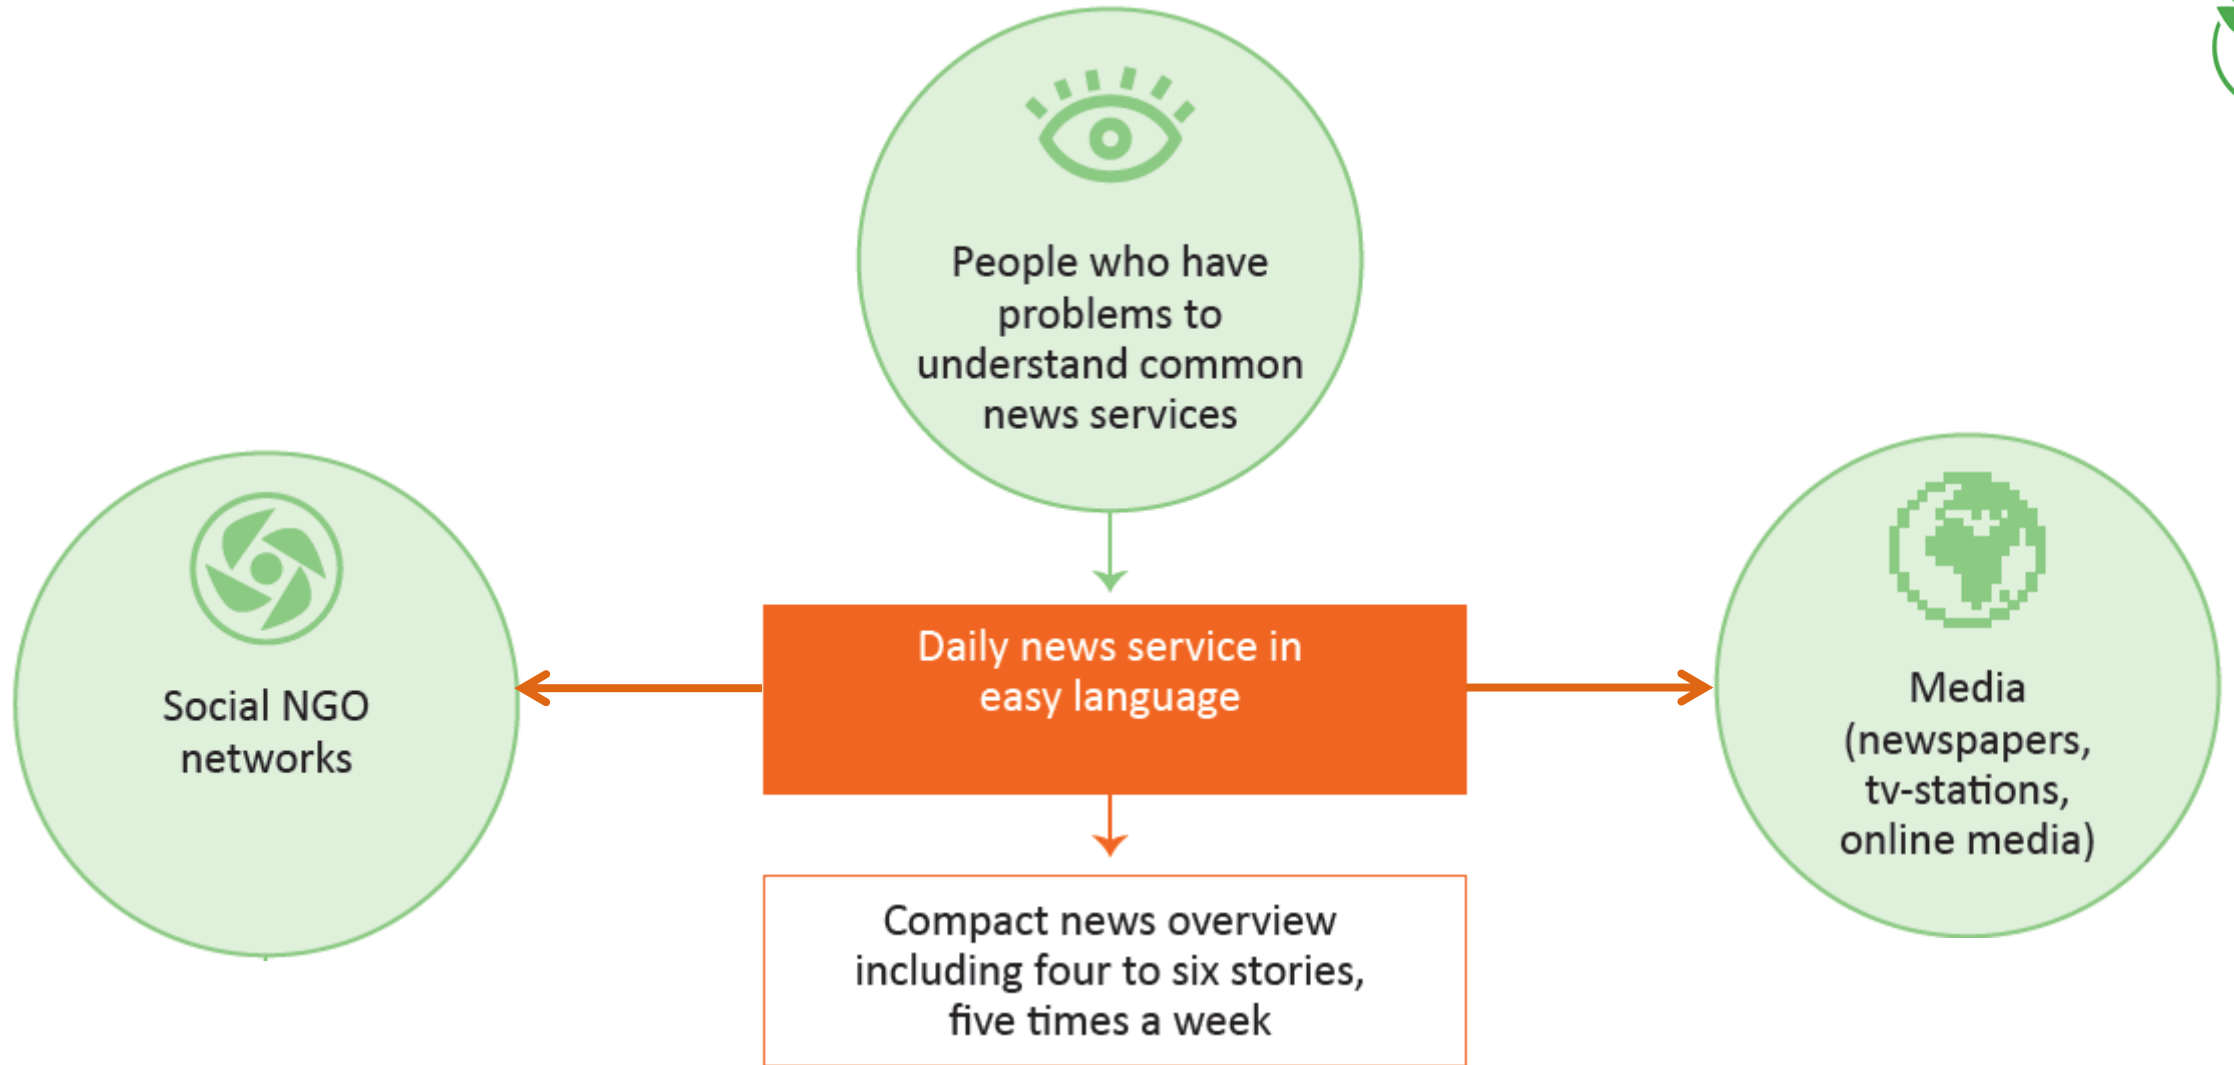 People who have
problems to
understand common
news services
Social NGO
networks
Daily news service in
easy language
Media
(newspapers,
tv-stations,
online media)
Compact news overview
including four to six stories,
five times a week